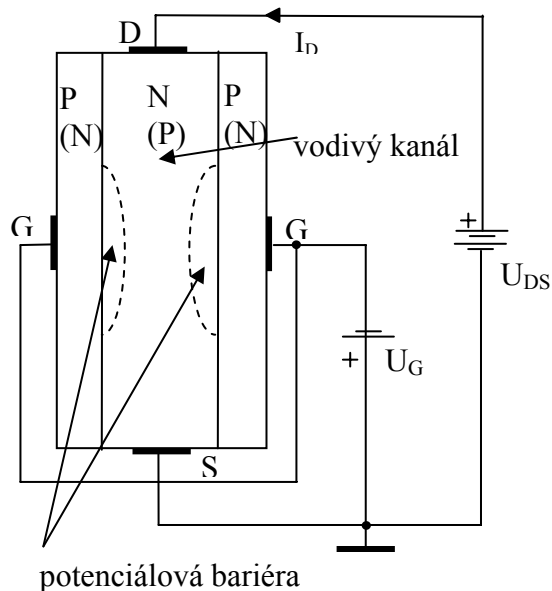 D
I_D
P
(N)
N
(P)
P
(N)
vodivý kanál
G
G
+
U_DS
+
U_G
S
potenciálová bariéra